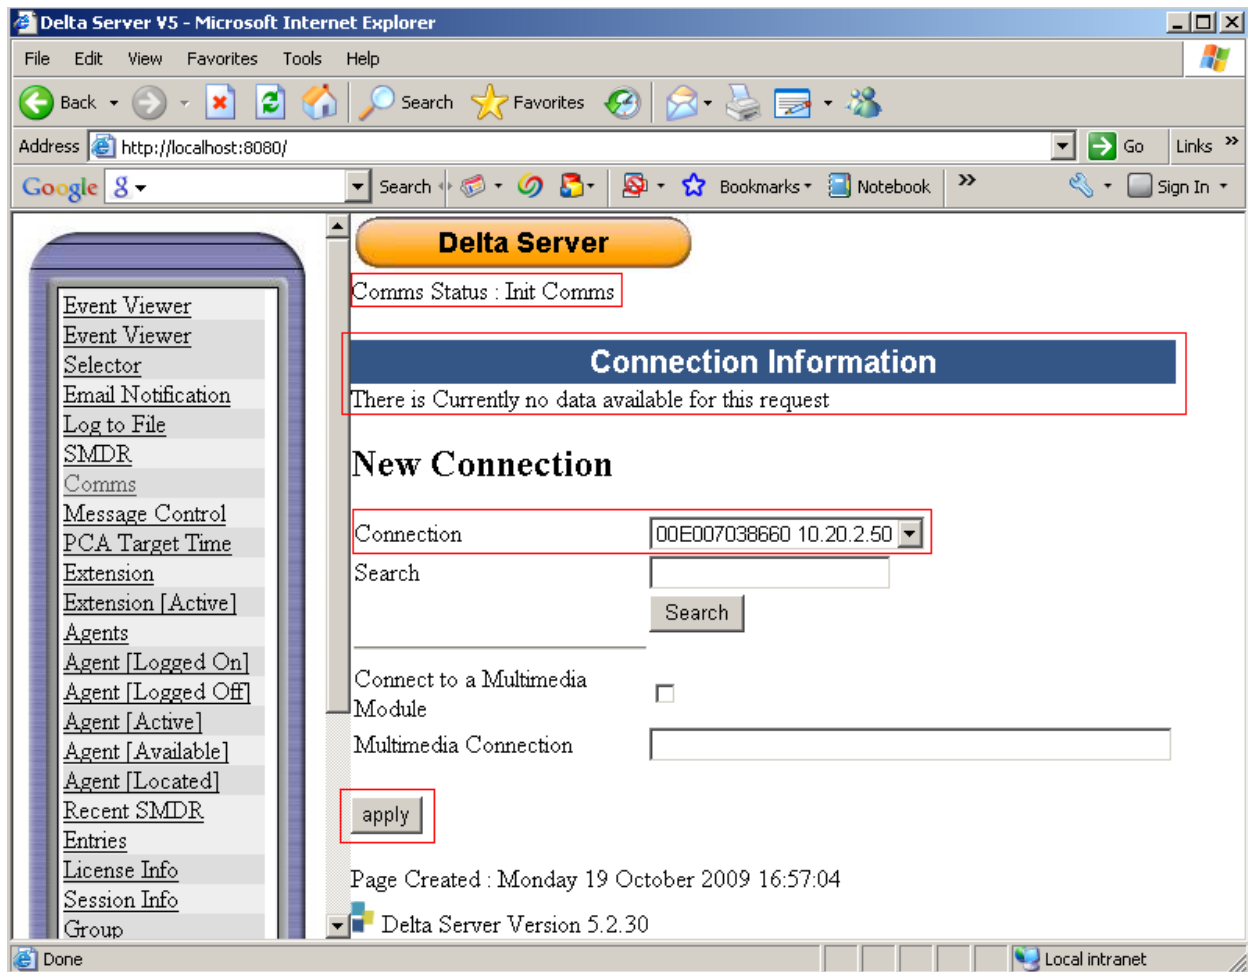 Delta Server V5 - Microsoft Internet Explorer
File Edit View Favorites Tools Help
Back Search Favorites
Address http://localhost:8080/ Go Links »
Google g Search Bookmarks Notebook » Sign In
Delta Server
Comms Status : Init Comms
Connection Information
There is Currently no data available for this request
New Connection
Connection 00E007038660 10.20.2.50
Search
Search
Connect to a Multimedia
Module
Multimedia Connection
apply
Page Created : Monday 19 October 2009 16:57:04
Delta Server Version 5.2.30
Event Viewer
Event Viewer
Selector
Email Notification
Log to File
SMDR
Comms
Message Control
PCA Target Time
Extension
Extension [Active]
Agents
Agent [Logged On]
Agent [Logged Off]
Agent [Active]
Agent [Available]
Agent [Located]
Recent SMDR
Entries
License Info
Session Info
Group
Done Local intranet